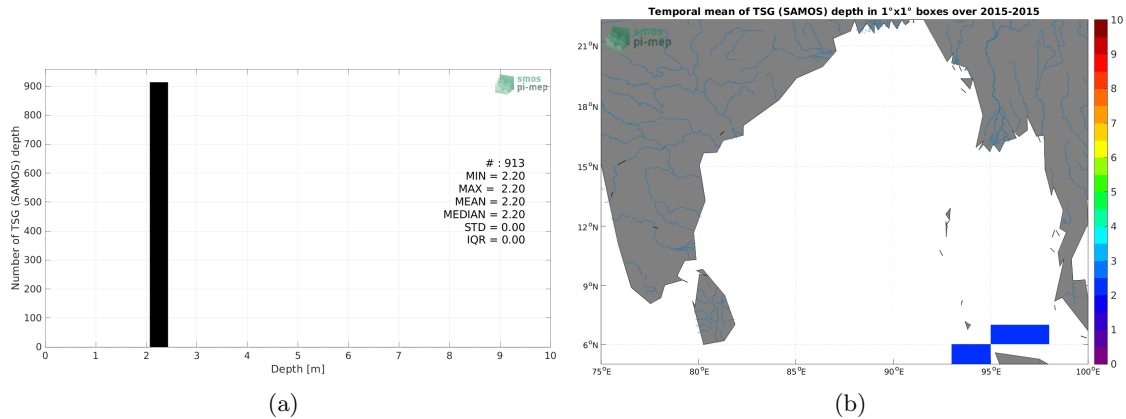 smos
pi-mep
Number of TSG (SAMOS) depth
900
800
700
600
500
400
300
200
100
0
# : 913
MIN = 2.20
MAX = 2.20
MEAN = 2.20
MEDIAN = 2.20
STD = 0.00
IQR = 0.00
0 1 2 3 4 5 6 7 8 9 10
Depth [m]
(a)
Temporal mean of TSG (SAMOS) depth in 1°x1° boxes over 2015-2015
smos
pi-mep
21°N
18°N
15°N
12°N
9°N
6°N
75°E 80°E 85°E 90°E 95°E 100°E
10
9
8
7
6
5
4
3
2
1
0
(b)